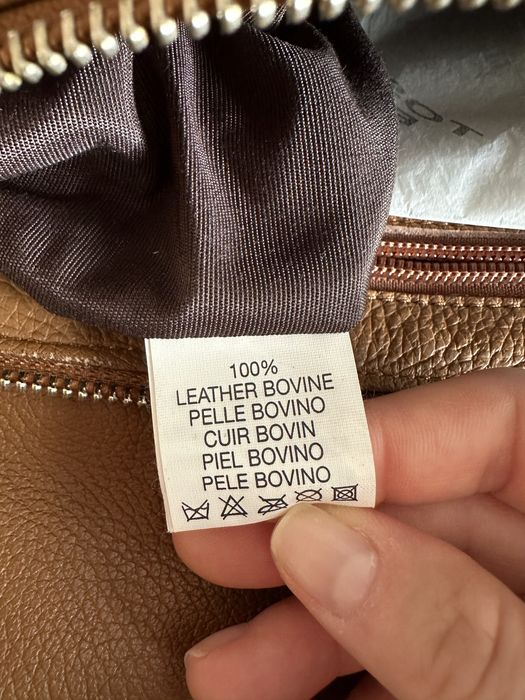 100%
LEATHER BOVINE
PELLE BOVINO
CUIR BOVIN
PIEL BOVINO
PELE BOVINO